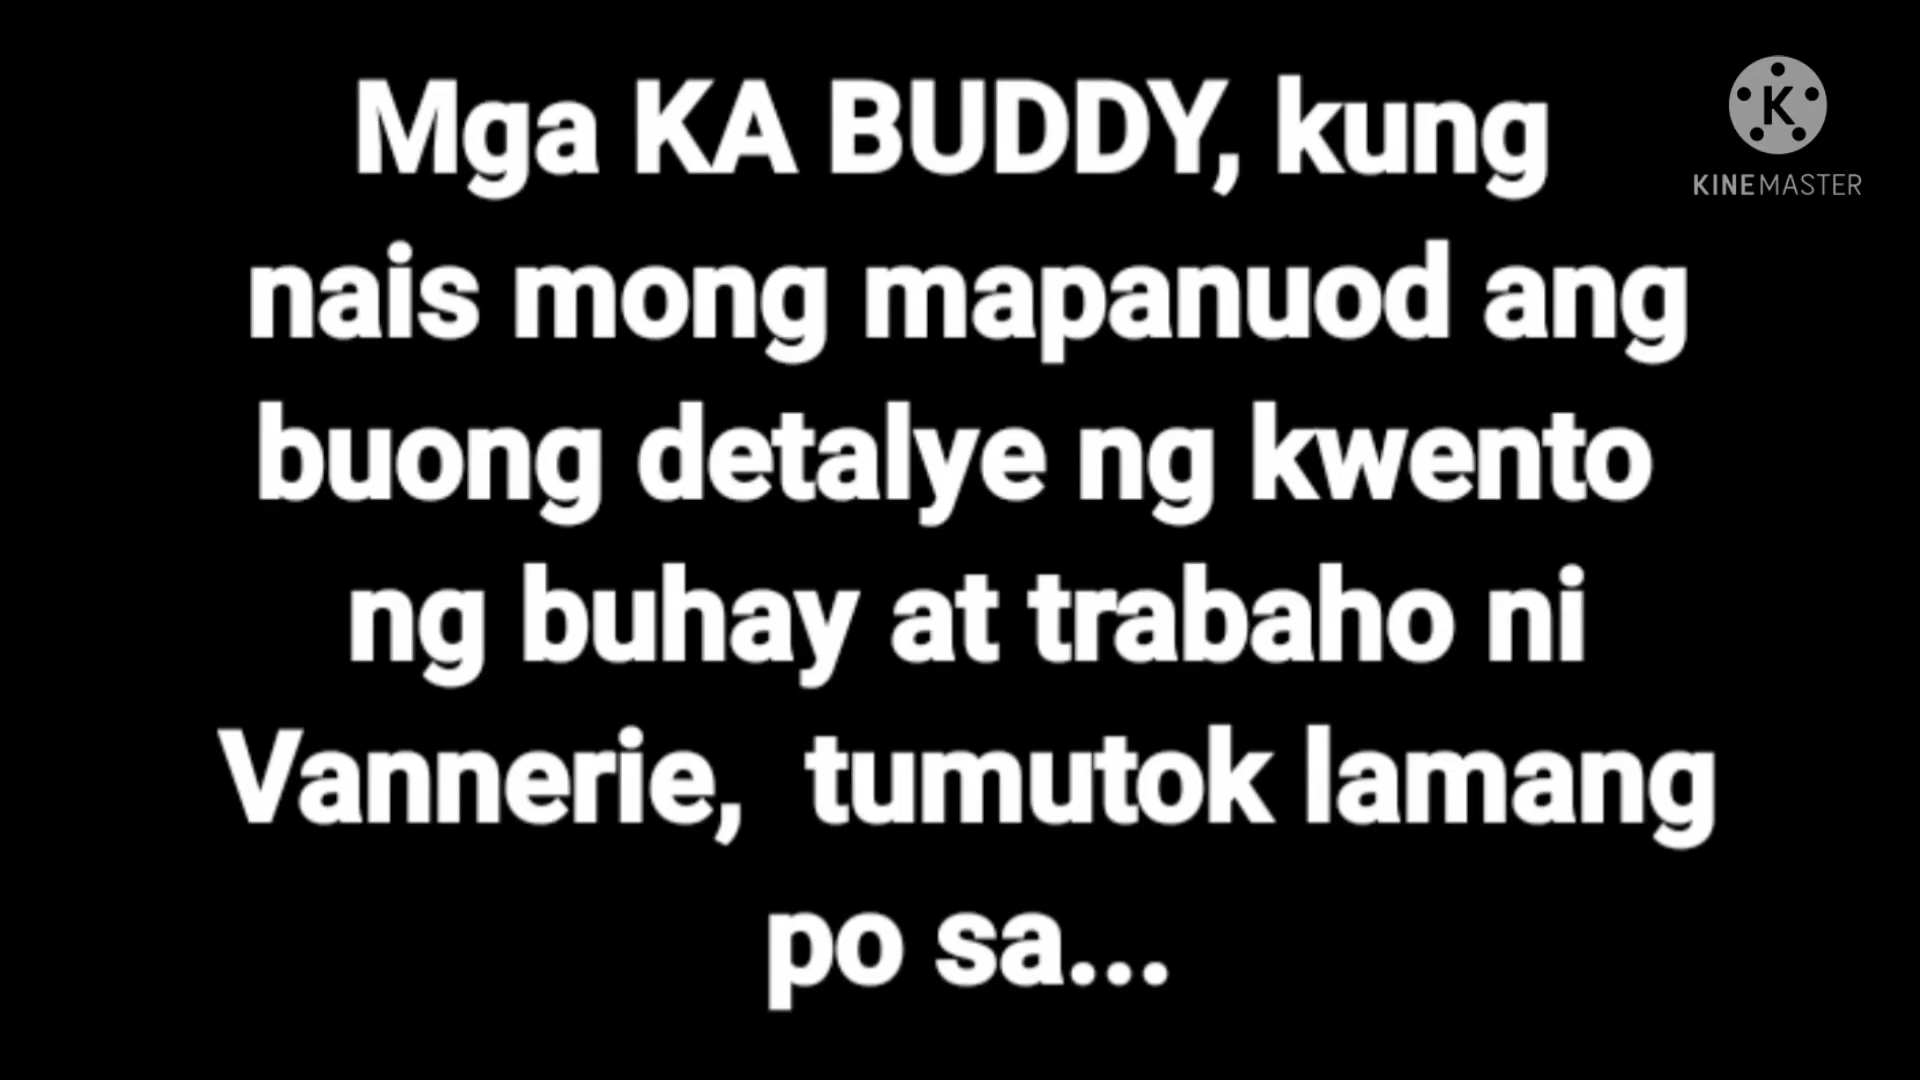 Mga KA BUDDY, kung
nais mong mapanuod ang
buong detalye ng kwento
ng buhay at trabaho ni
Vannerie,  tumutok lamang
po sa...
K
KINEMASTER